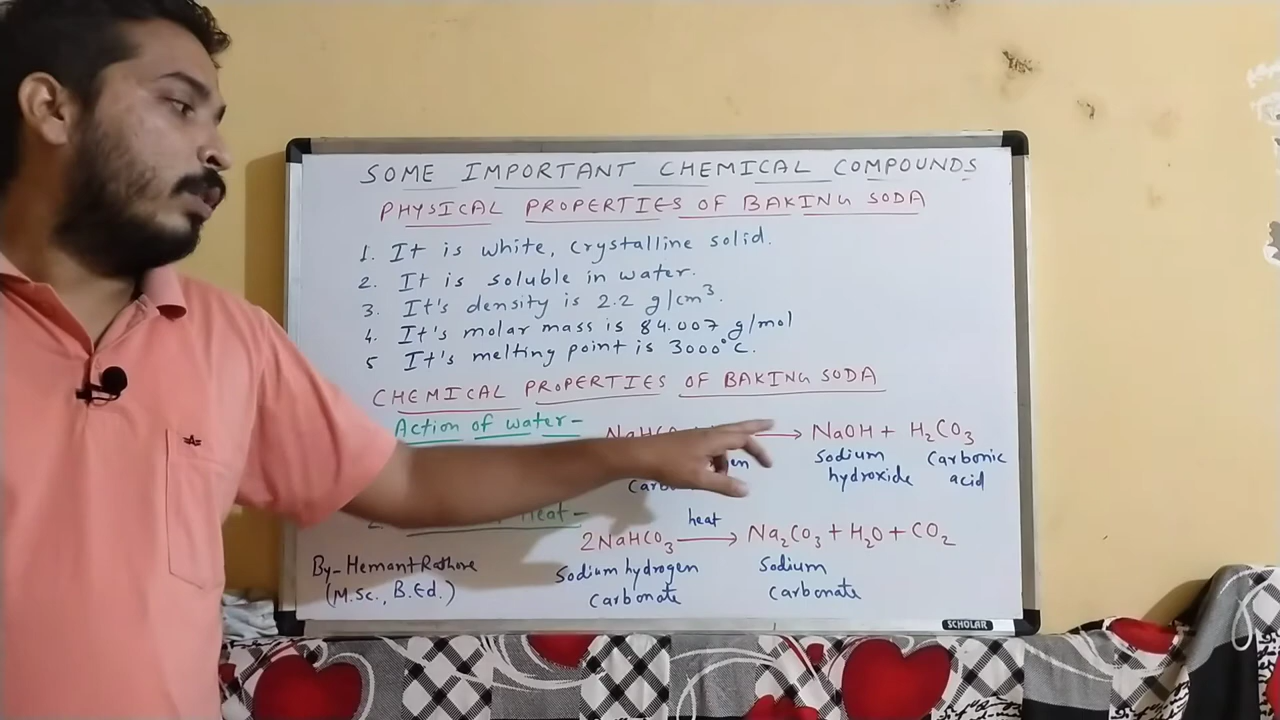 SOME IMPORTANT CHEMICAL COMPOUNDS
PHYSICAL PROPERTIES OF BAKING SODA
1. It is white, crystalline solid.
2. It is soluble in water.
3. It's density is 2.2 g/cm³.
4. It's molar mass is 84.007 g/mol
5 It's melting point is 3000°C.
CHEMICAL PROPERTIES OF BAKING SODA
Action of water- → NaOH + H₂CO₃
Sodium hydroxide Carbonic acid
2. Heat-
2NaHCO₃ heat → Na₂CO₃ + H₂O + CO₂
Sodium hydrogen carbonate Sodium carbonate
By- Hemant Rathore
(M.Sc., B.Ed.)
SCHOLAR